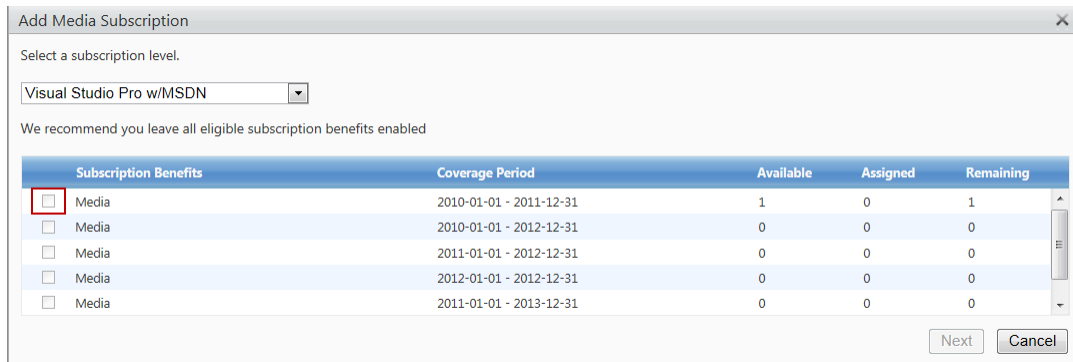 Add Media Subscription
Select a subscription level.
Visual Studio Pro w/MSDN
We recommend you leave all eligible subscription benefits enabled
Subscription Benefits Coverage Period Available Assigned Remaining
Media 2010-01-01 - 2011-12-31 1 0 1
Media 2010-01-01 - 2012-12-31 0 0 0
Media 2011-01-01 - 2012-12-31 0 0 0
Media 2012-01-01 - 2012-12-31 0 0 0
Media 2011-01-01 - 2013-12-31 0 0 0
Next Cancel